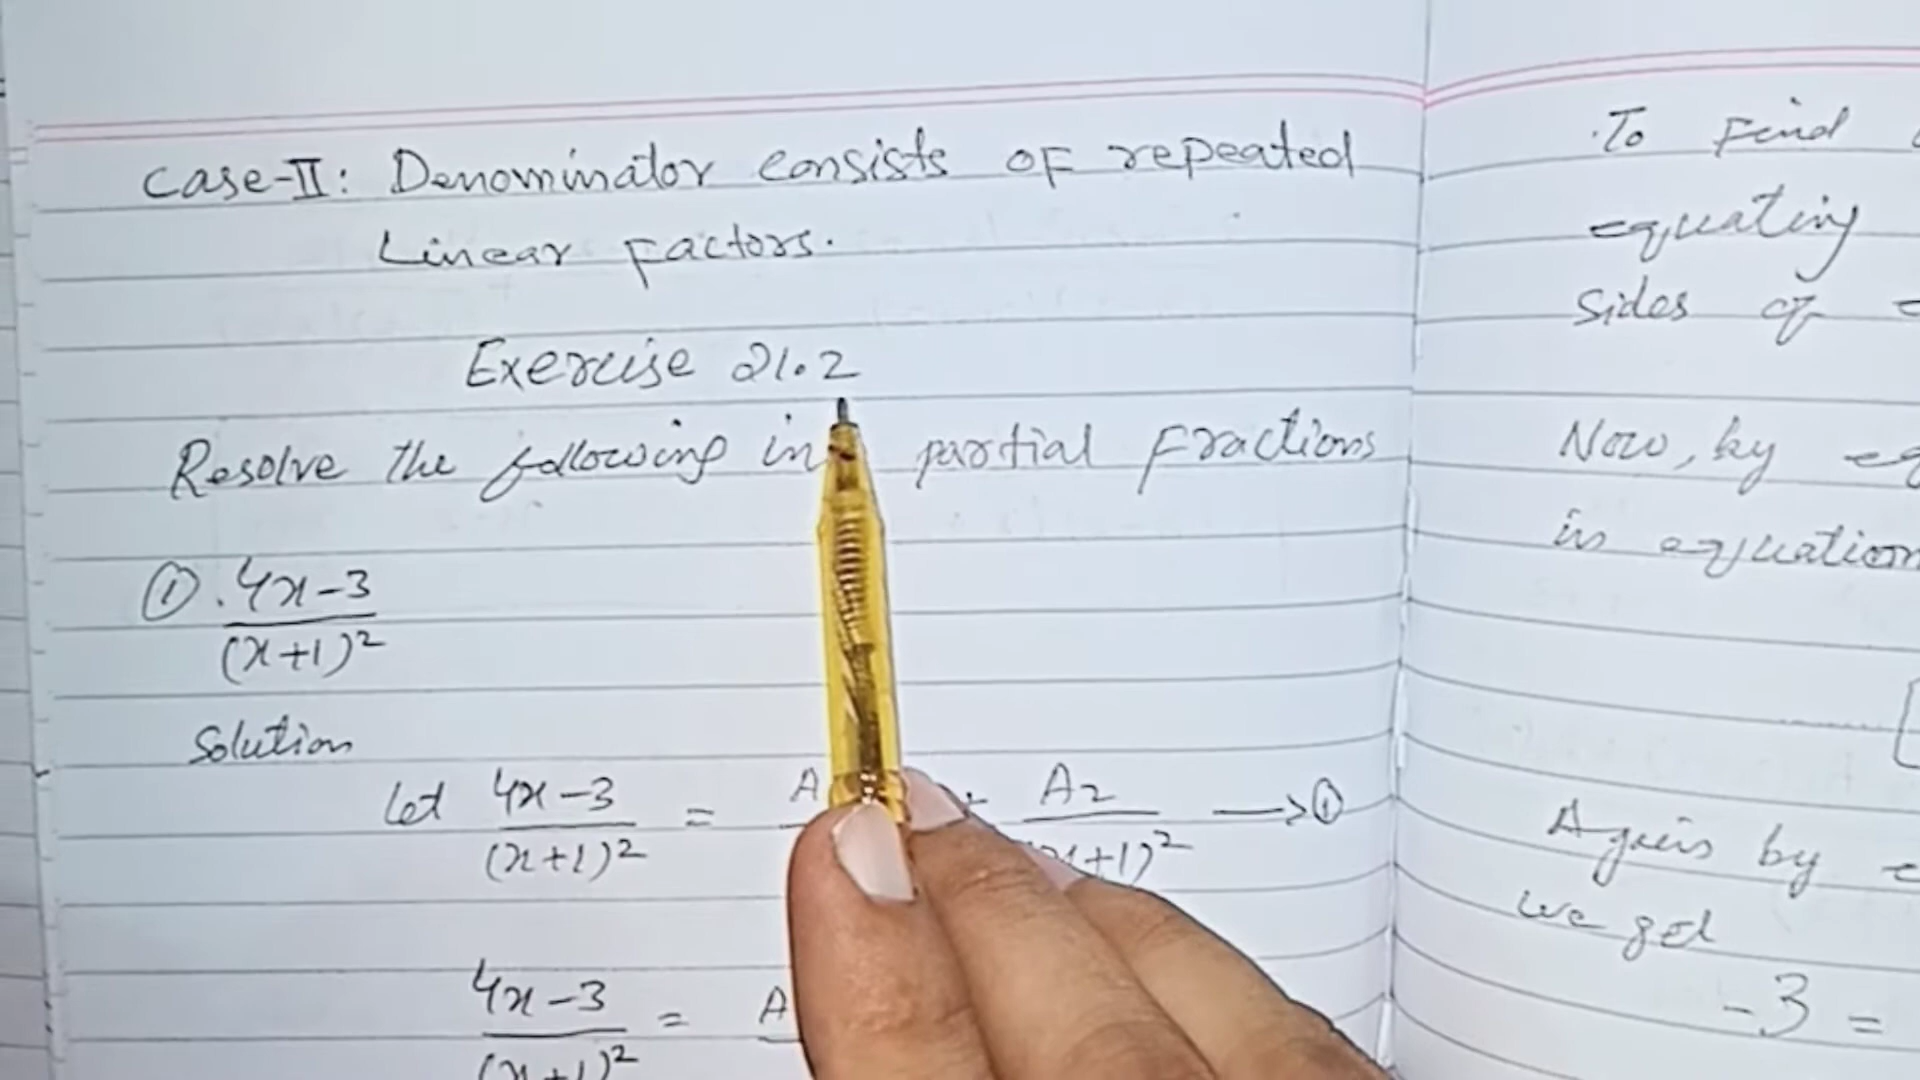 Case-II: Denominator consists of repeated
Linear Factors.
Exercise 21.2
Resolve the following in partial Fractions
① . 4x-3
(x+1)²
Solution
Let 4x-3 = A + A₂ → ①
(x+1)² x+1)²
4x-3 = A
(x+1)²
To Find
equating
sides of
Now, by
in equation
Again by
we get
-3 =